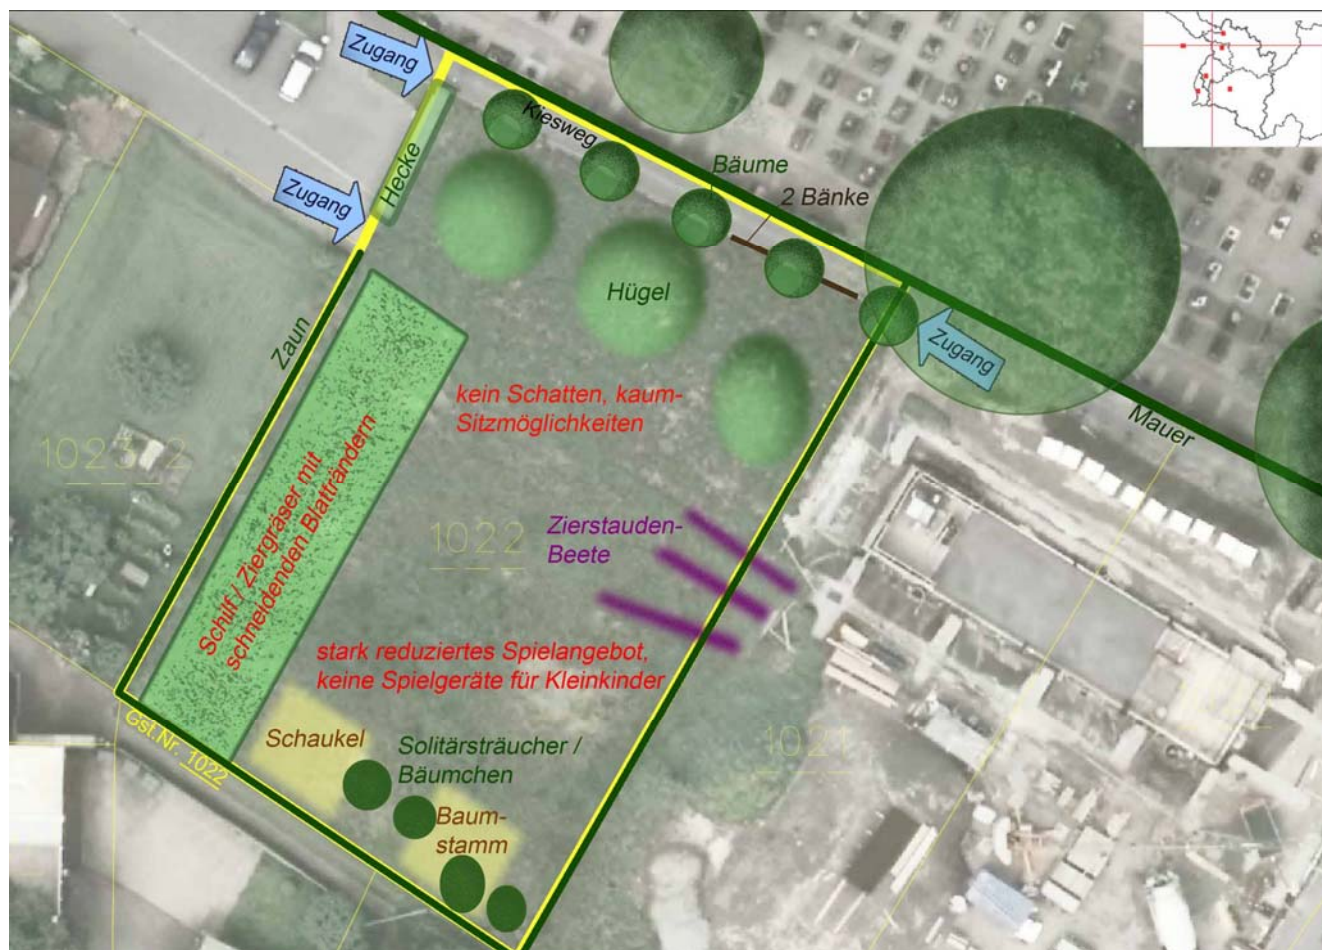 Zugang
Kiesweg
Hecke
Bäume
2 Bänke
Zugang
Hügel
Zugang
Zaun
Mauer
kein Schatten, kaum-
Sitzmöglichkeiten
1023/2
Schilf / Ziergräser mit
schneidenden Blatträndern
1022
Zierstauden-
Beete
stark reduziertes Spielangebot,
keine Spielgeräte für Kleinkinder
Gst.Nr. 1022
Schaukel
Solitärsträucher /
Bäumchen
1021
Baum-
stamm